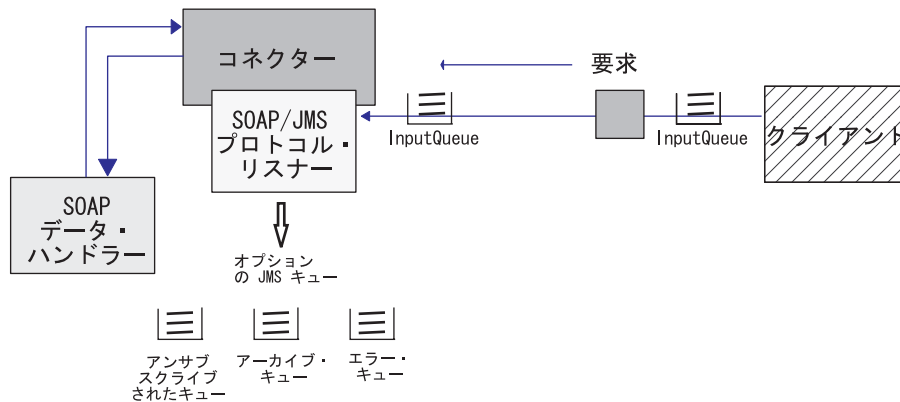 コネクター
要求
SOAP/JMS
プロトコル・
リスナー
InputQueue
InputQueue
クライアント
SOAP
データ・
ハンドラー
オプション
の JMS キュー
アンサブ
スクライブ
されたキュー
アーカイブ・
キュー
エラー・
キュー